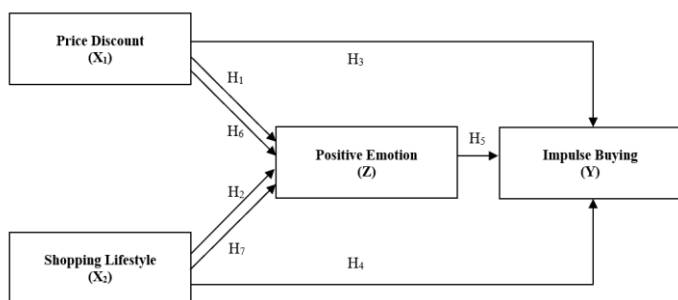 Price Discount
(X₁)
H₃
H₁
H₆
Positive Emotion
(Z)
H₅
Impulse Buying
(Y)
H₂
H₇
Shopping Lifestyle
(X₂)
H₄